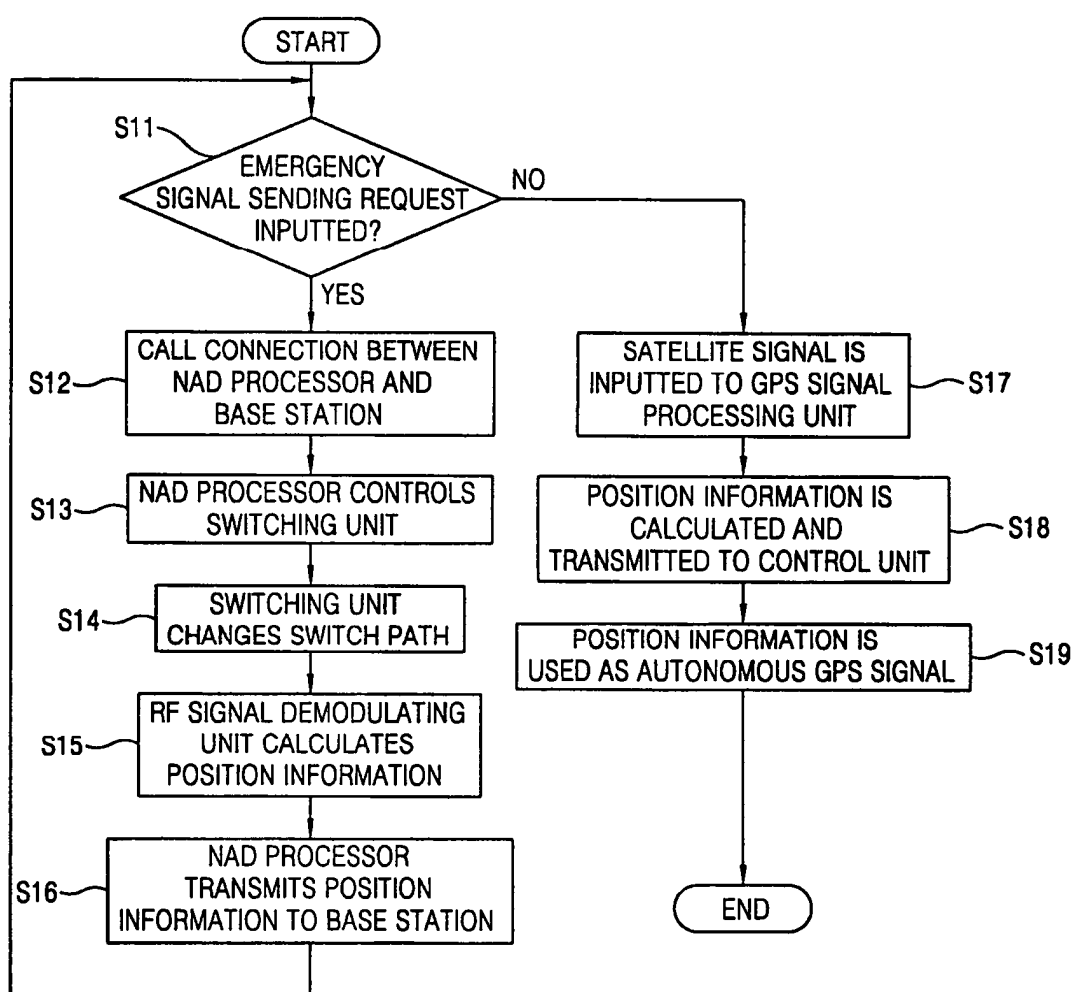 START
S11
EMERGENCY
SIGNAL SENDING REQUEST
INPUTTED?
NO
YES
S12
CALL CONNECTION BETWEEN
NAD PROCESSOR AND
BASE STATION
S13
NAD PROCESSOR CONTROLS
SWITCHING UNIT
S14
SWITCHING UNIT
CHANGES SWITCH PATH
S15
RF SIGNAL DEMODULATING
UNIT CALCULATES
POSITION INFORMATION
S16
NAD PROCESSOR
TRANSMITS POSITION
INFORMATION TO BASE STATION
SATELLITE SIGNAL IS
INPUTTED TO GPS SIGNAL
PROCESSING UNIT
S17
POSITION INFORMATION IS
CALCULATED AND
TRANSMITTED TO CONTROL UNIT
S18
POSITION INFORMATION IS
USED AS AUTONOMOUS GPS SIGNAL
S19
END